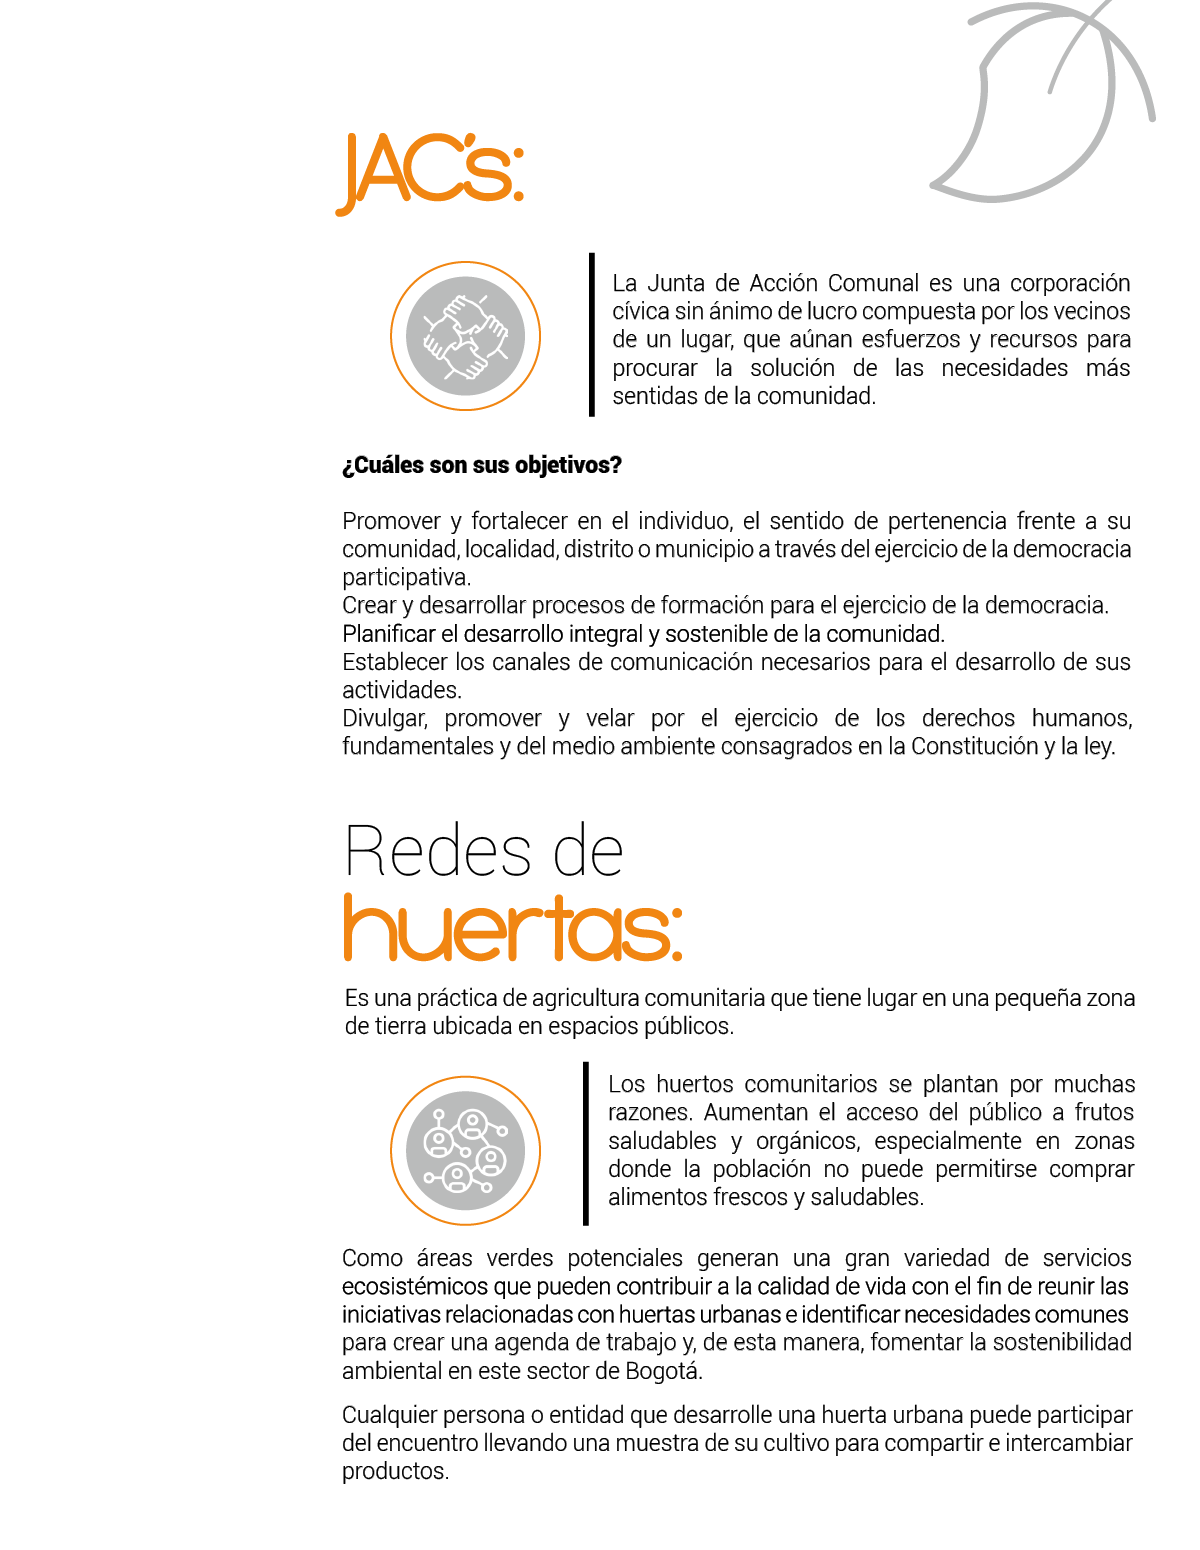 JAC's:
La Junta de Acción Comunal es una corporación
cívica sin ánimo de lucro compuesta por los vecinos
de un lugar, que aúnan esfuerzos y recursos para
procurar la solución de las necesidades más
sentidas de la comunidad.
¿Cuáles son sus objetivos?
Promover y fortalecer en el individuo, el sentido de pertenencia frente a su
comunidad, localidad, distrito o municipio a través del ejercicio de la democracia
participativa.
Crear y desarrollar procesos de formación para el ejercicio de la democracia.
Planificar el desarrollo integral y sostenible de la comunidad.
Establecer los canales de comunicación necesarios para el desarrollo de sus
actividades.
Divulgar, promover y velar por el ejercicio de los derechos humanos,
fundamentales y del medio ambiente consagrados en la Constitución y la ley.
Redes de
huertas:
Es una práctica de agricultura comunitaria que tiene lugar en una pequeña zona
de tierra ubicada en espacios públicos.
Los huertos comunitarios se plantan por muchas
razones. Aumentan el acceso del público a frutos
saludables y orgánicos, especialmente en zonas
donde la población no puede permitirse comprar
alimentos frescos y saludables.
Como áreas verdes potenciales generan una gran variedad de servicios
ecosistémicos que pueden contribuir a la calidad de vida con el fin de reunir las
iniciativas relacionadas con huertas urbanas e identificar necesidades comunes
para crear una agenda de trabajo y, de esta manera, fomentar la sostenibilidad
ambiental en este sector de Bogotá.
Cualquier persona o entidad que desarrolle una huerta urbana puede participar
del encuentro llevando una muestra de su cultivo para compartir e intercambiar
productos.